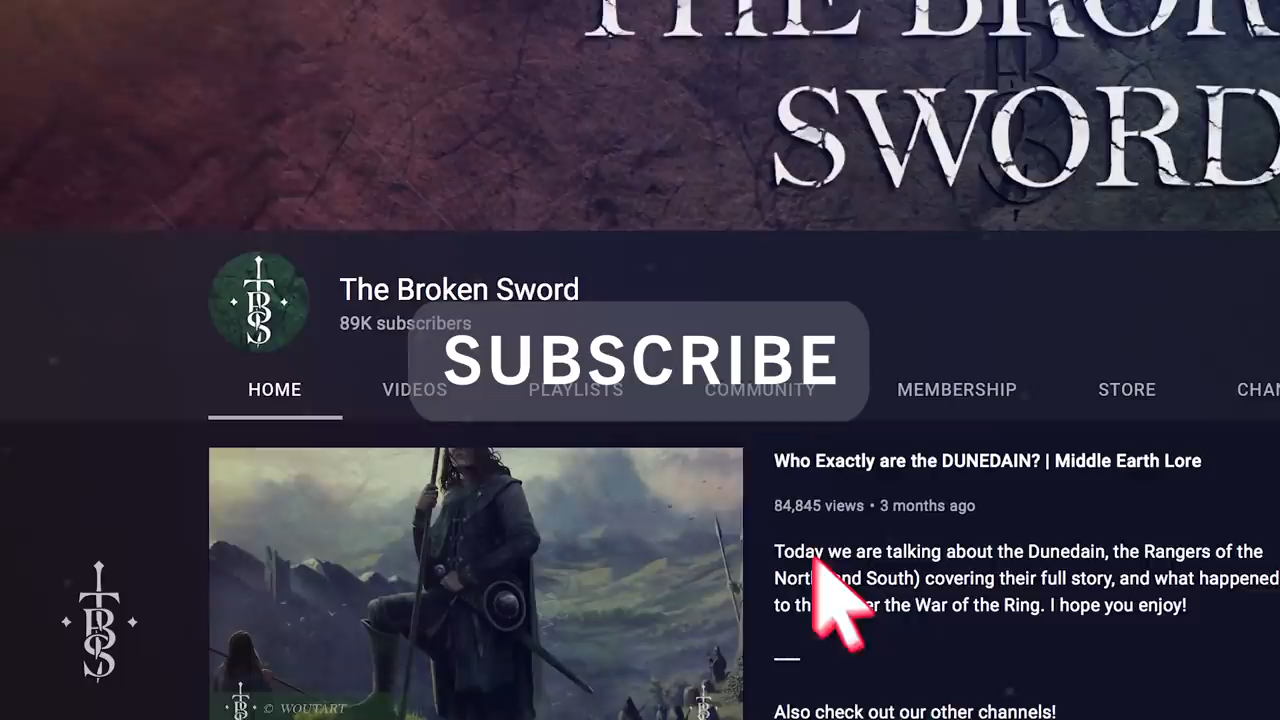 THE BROK
SWORD
The Broken Sword
89K subscribers
SUBSCRIBE
HOME VIDEOS PLAYLISTS COMMUNITY MEMBERSHIP STORE CHAN
Who Exactly are the DUNEDAIN? | Middle Earth Lore
84,845 views • 3 months ago
Today we are talking about the Dunedain, the Rangers of the
and South) covering their full story, and what happened
to the War of the Ring. I hope you enjoy!
Also check out our other channels!
TBS
TBS
© WOUTART